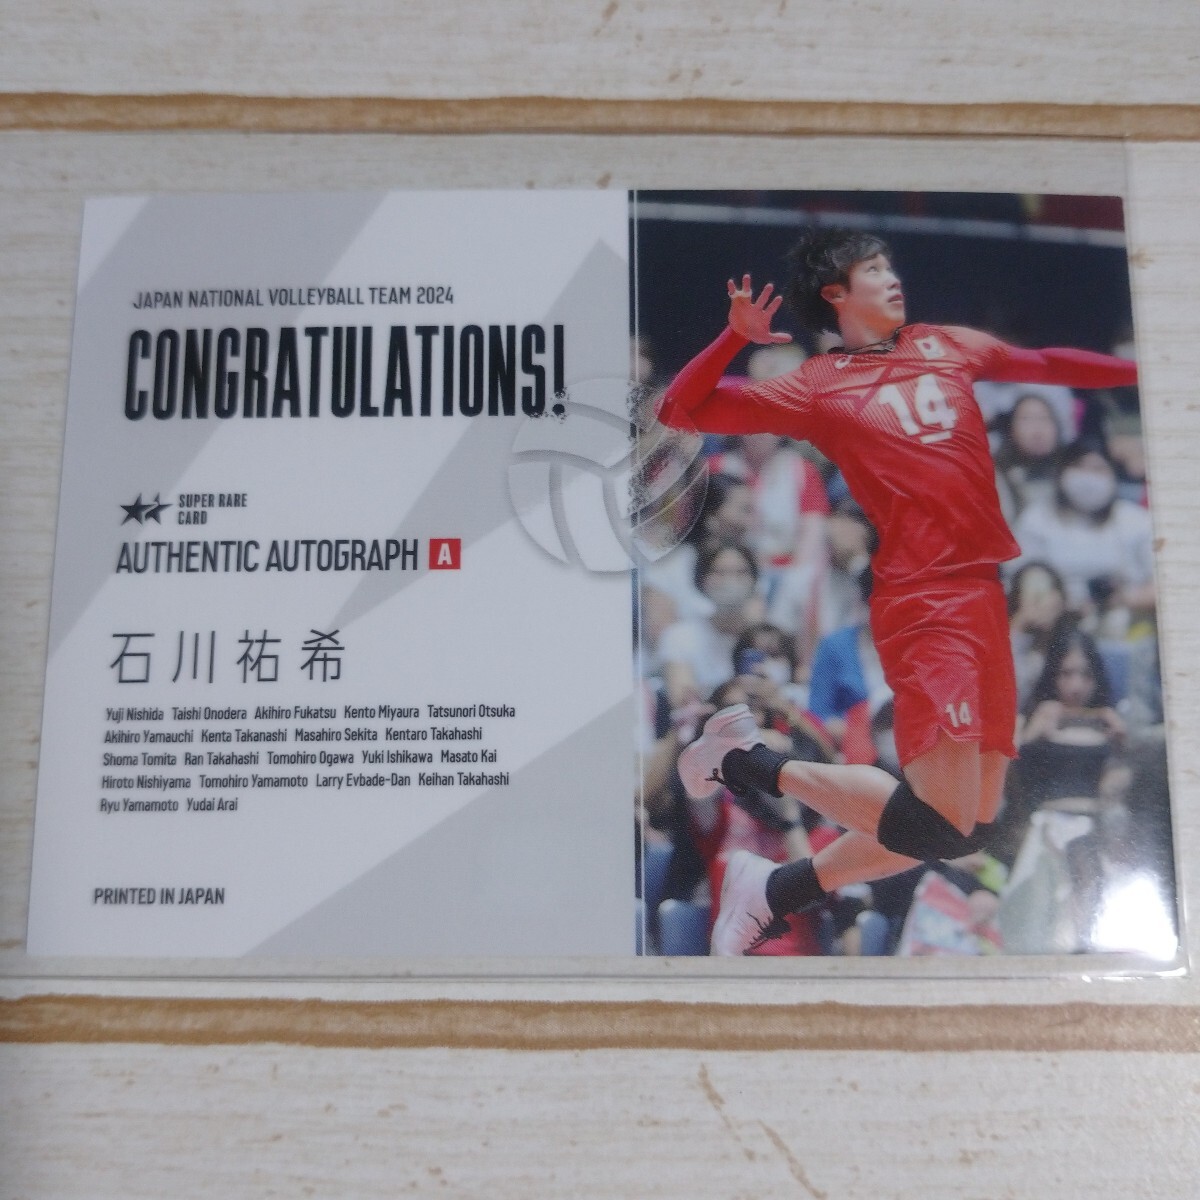 JAPAN NATIONAL VOLLEYBALL TEAM 2024
CONGRATULATIONS!
SUPER RARE
CARD
AUTHENTIC AUTOGRAPH A
石川祐希
Yuji Nishida Taishi Onodera Akihiro Fukatsu Kento Miyaura Tatsunori Otsuka
Akihiro Yamauchi Kenta Takanashi Masahiro Sekita Kentaro Takahashi
Shoma Tomita Ran Takahashi Tomohiro Ogawa Yuki Ishikawa Masato Kai
Hiroto Nishiyama Tomohiro Yamamoto Larry Evbade-Dan Keihan Takahashi
Ryu Yamamoto Yudai Arai
PRINTED IN JAPAN
14
14